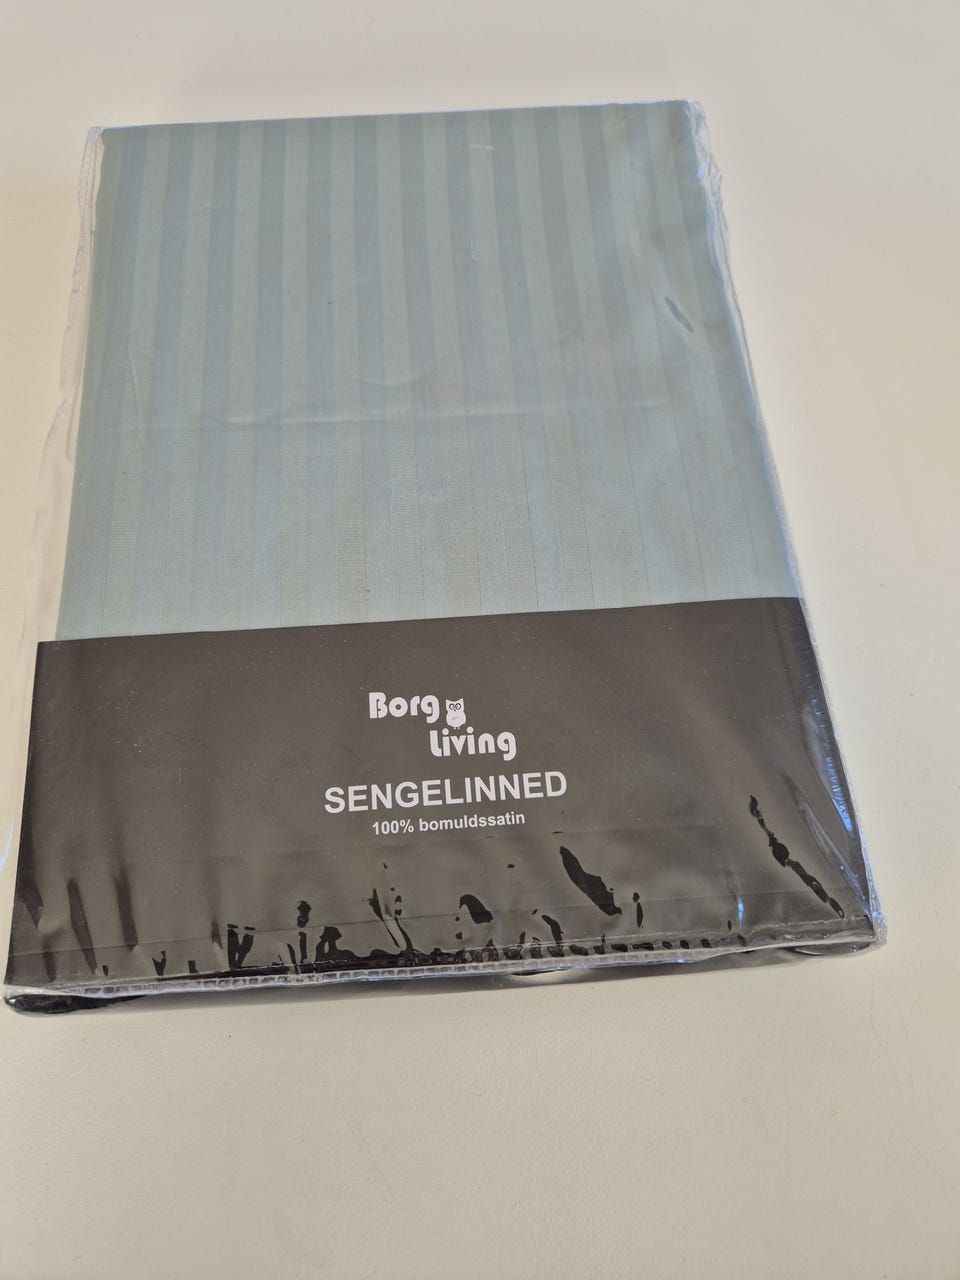 Borg
Living
SENGELINNED
100% bomuldssatin